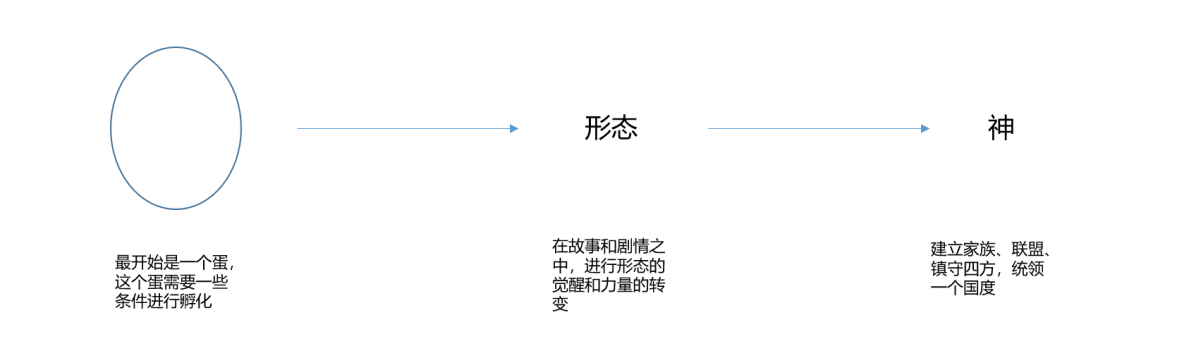 形态
神
最开始是一个蛋，
这个蛋需要一些
条件进行孵化
在故事和剧情之
中，进行形态的
觉醒和力量的转
变
建立家族、联盟、
镇守四方，统领
一个国度